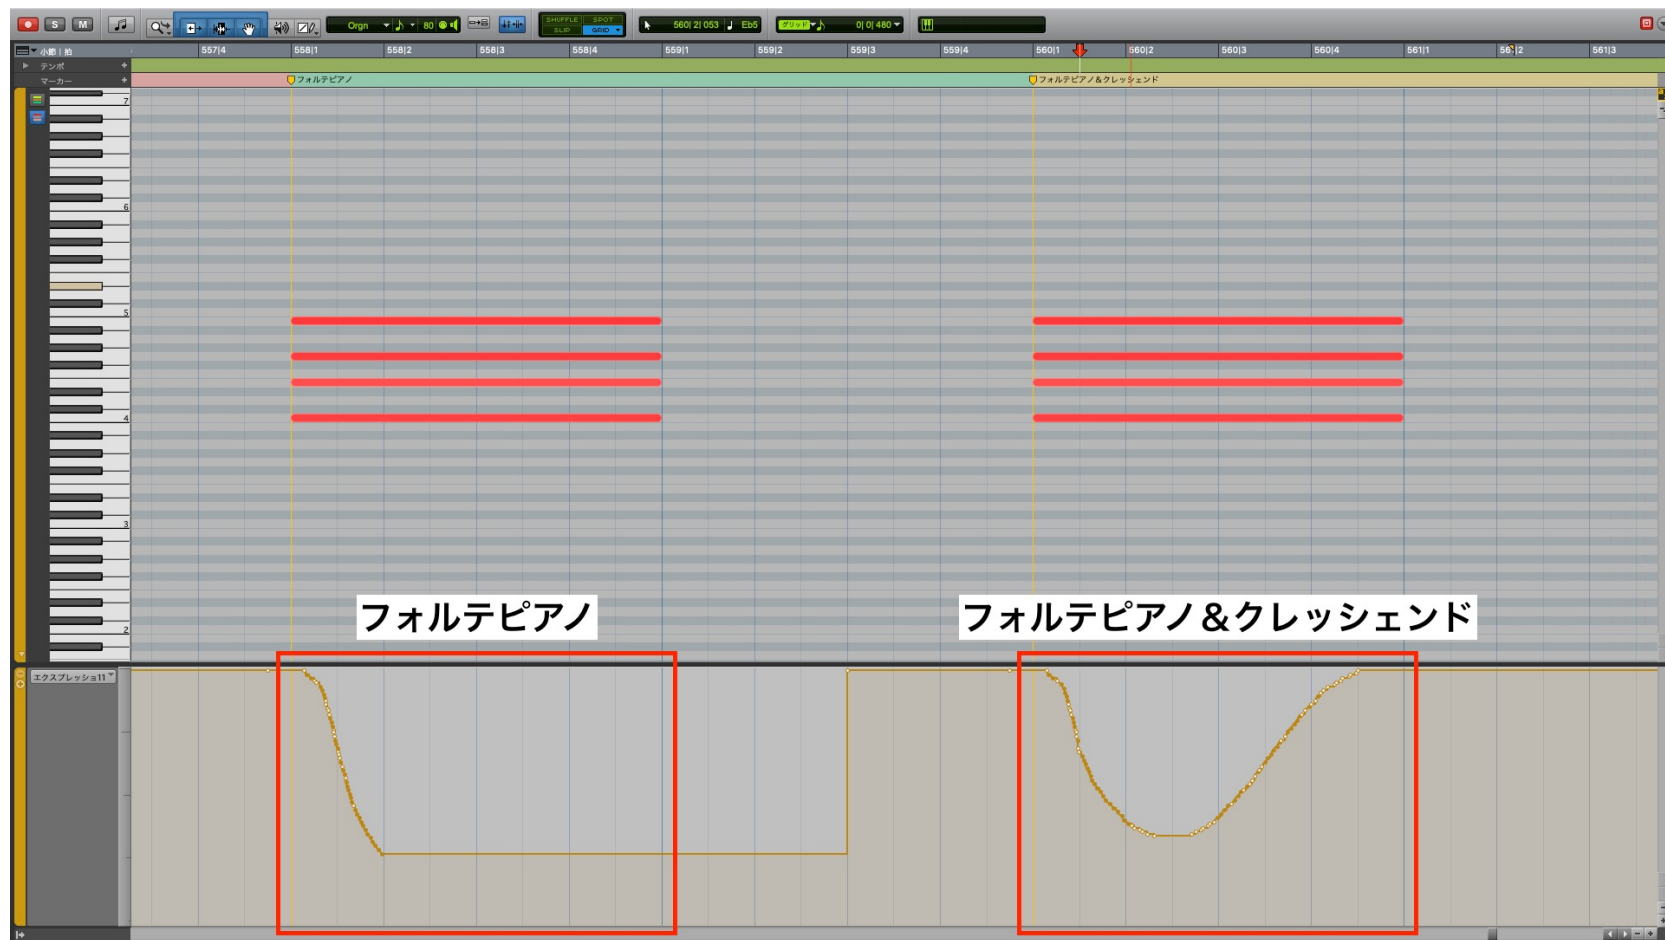 S M Orgn 80 SHUFFLE SPOT SLIP GRID 560| 2| 053 Eb5 グリッド 0| 0| 480
小節|拍 557|4 558|1 558|2 558|3 558|4 559|1 559|2 559|3 559|4 560|1 560|2 560|3 560|4 561|1 561|3
テンポ +
マーカー + フォルテピアノ フォルテピアノ&クレッシェンド
7
6
5
4
3
2
フォルテピアノ フォルテピアノ&クレッシェンド
エクスプレッショ11